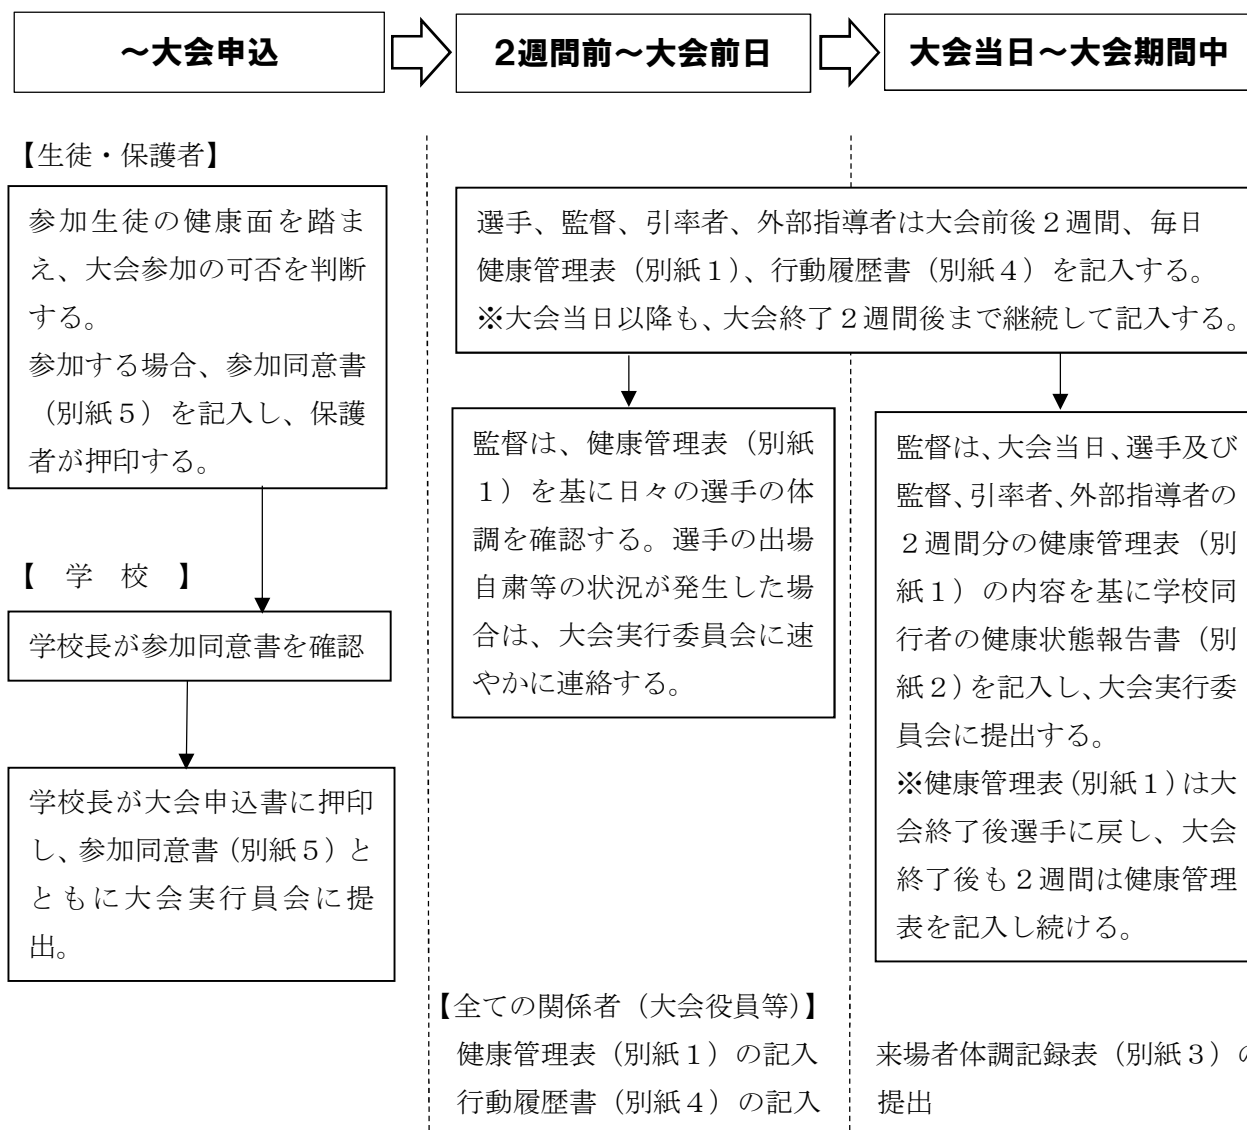 ～大会申込
2週間前～大会前日
大会当日～大会期間中
【生徒・保護者】
参加生徒の健康面を踏ま
え、大会参加の可否を判断
する。
参加する場合、参加同意書
（別紙５）を記入し、保護
者が押印する。
【　学　校　】
学校長が参加同意書を確認
学校長が大会申込書に押印
し、参加同意書（別紙５）と
ともに大会実行員会に提
出。
選手、監督、引率者、外部指導者は大会前後２週間、毎日
健康管理表（別紙１）、行動履歴書（別紙４）を記入する。
※大会当日以降も、大会終了２週間後まで継続して記入する。
監督は、健康管理表（別紙
１）を基に日々の選手の体
調を確認する。選手の出場
自粛等の状況が発生した場
合は、大会実行委員会に速
やかに連絡する。
監督は、大会当日、選手及び
監督、引率者、外部指導者の
２週間分の健康管理表（別
紙１）の内容を基に学校同
行者の健康状態報告書（別
紙２）を記入し、大会実行委
員会に提出する。
※健康管理表（別紙１）は大
会終了後選手に戻し、大会
終了後も２週間は健康管理
表を記入し続ける。
【全ての関係者（大会役員等）】
健康管理表（別紙１）の記入
行動履歴書（別紙４）の記入
来場者体調記録表（別紙３）の
提出